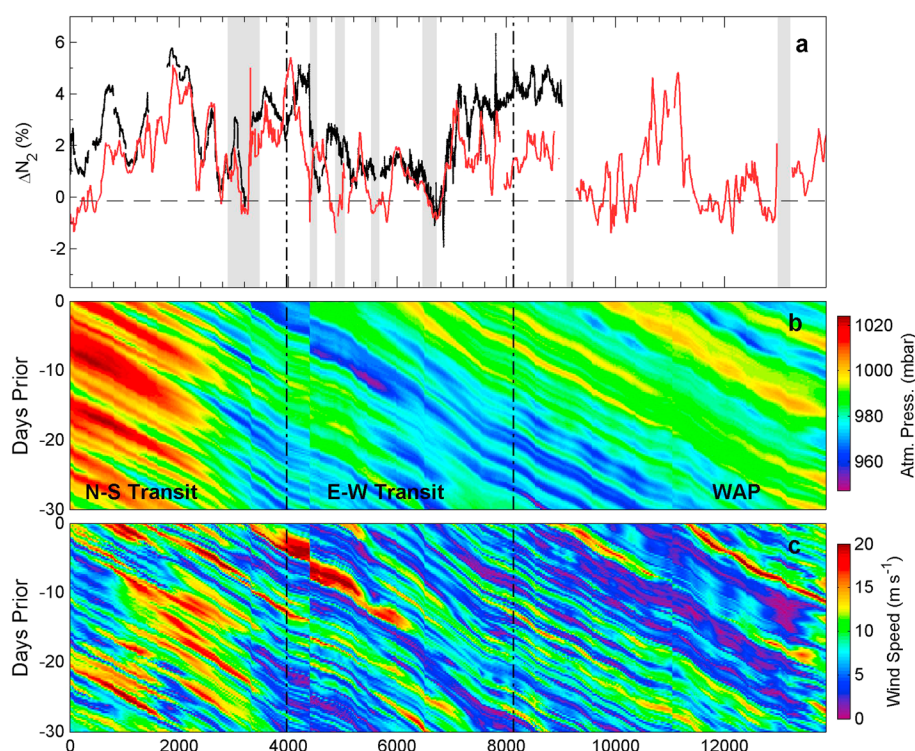 a
6
4
2
0
-2
ΔN2 (%)
b
0
-10
-20
-30
Days Prior
N-S Transit
E-W Transit
WAP
1020
1000
980
960
Atm. Press. (mbar)
c
0
-10
-20
-30
Days Prior
20
15
10
5
0
Wind Speed (m s-1)
0
2000
4000
6000
8000
10000
12000